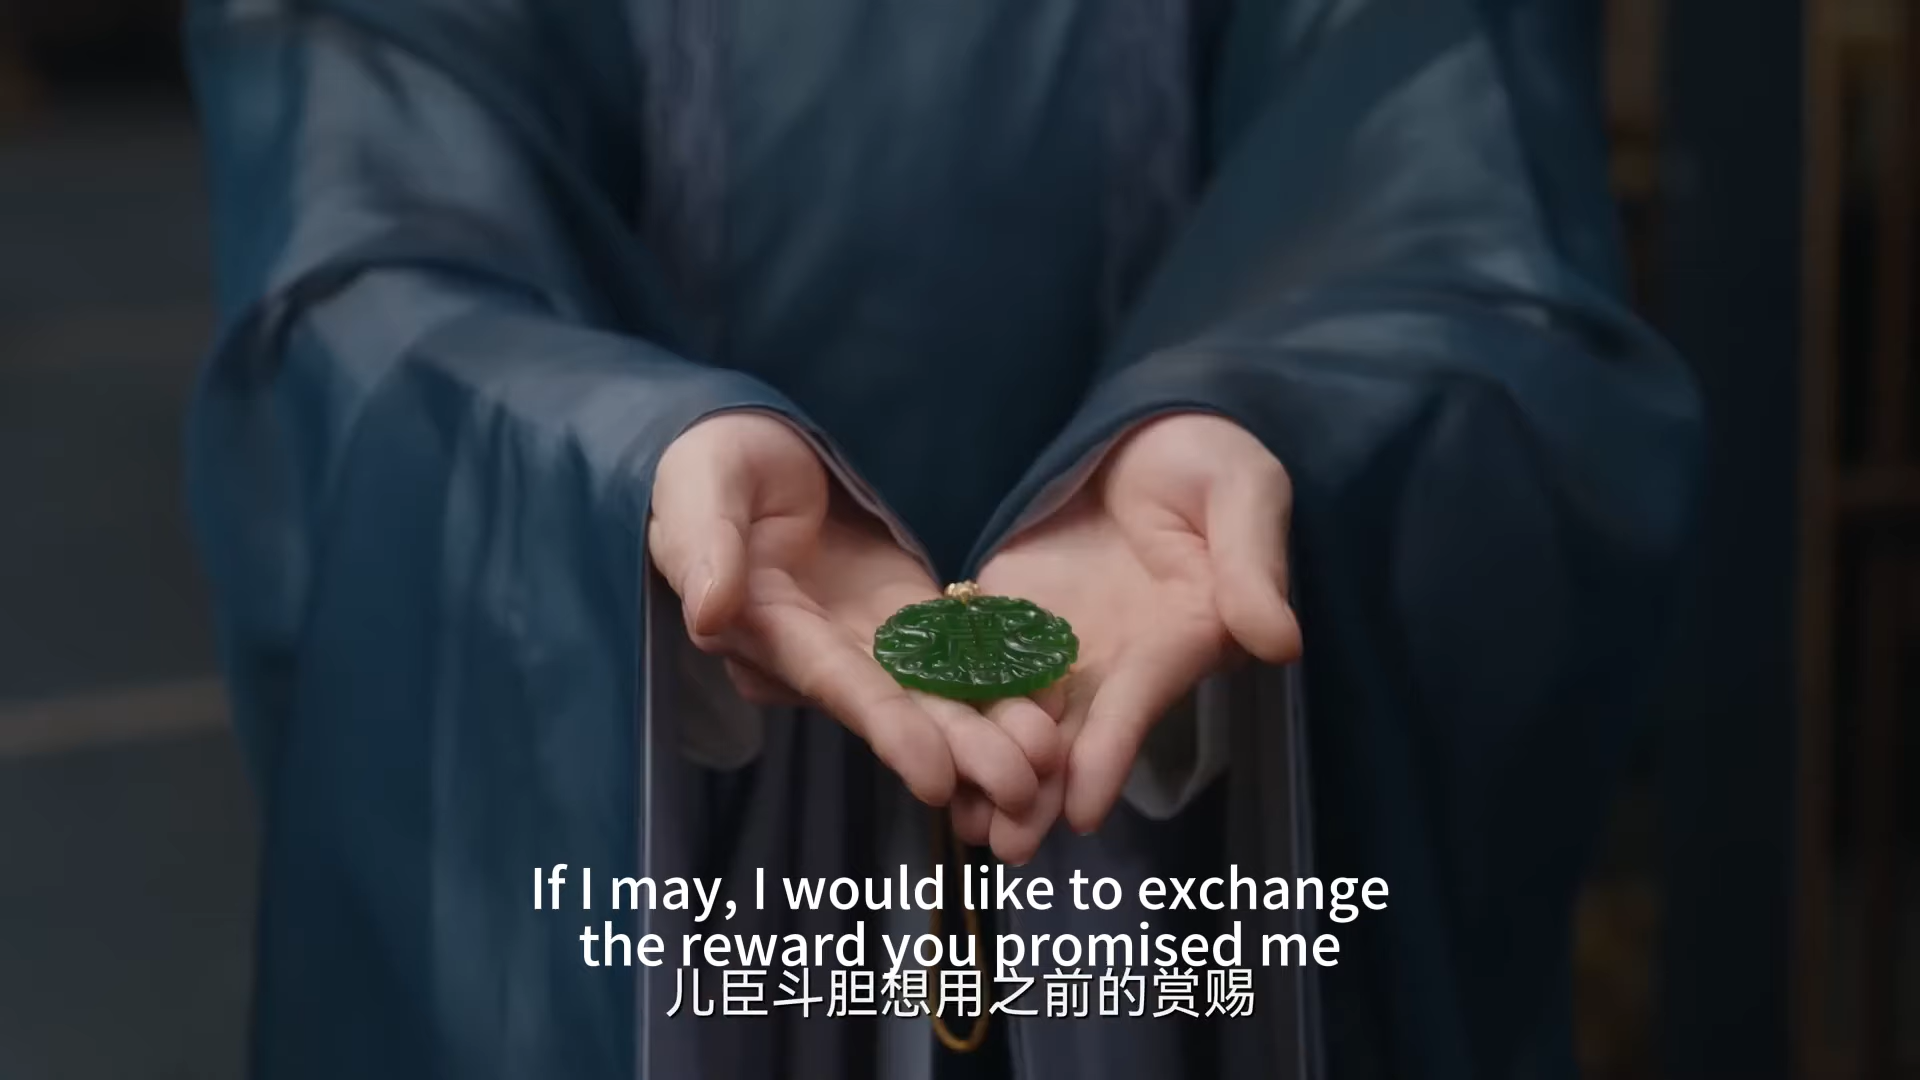 If I may, I would like to exchange
the reward you promised me
儿臣斗胆想用之前的赏赐